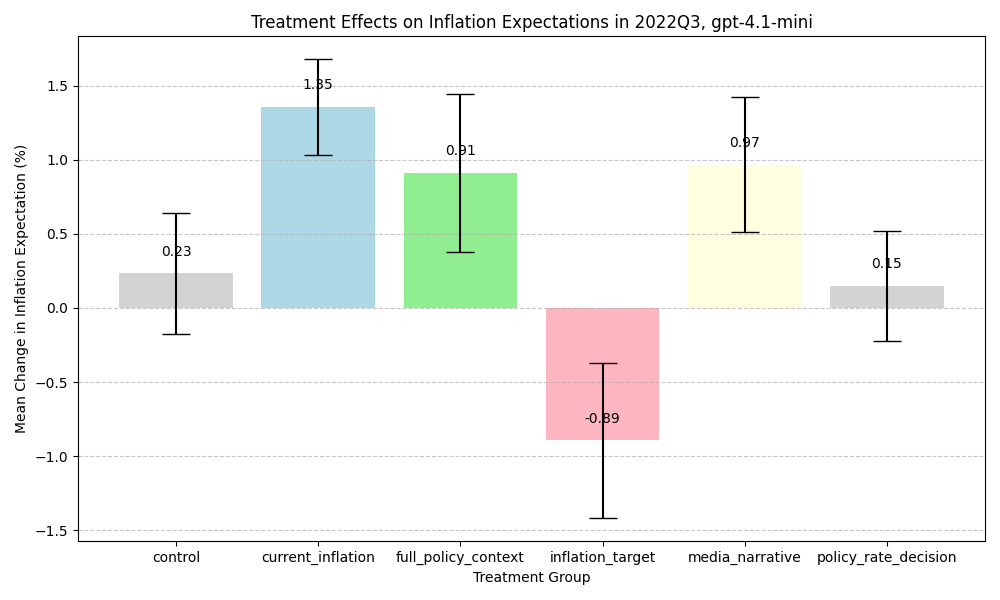 Treatment Effects on Inflation Expectations in 2022Q3, gpt-4.1-mini
Mean Change in Inflation Expectation (%)
1.5
1.0
0.5
0.0
−0.5
−1.0
−1.5
0.23
1.35
0.91
-0.89
0.97
0.15
control
current_inflation
full_policy_context
inflation_target
media_narrative
policy_rate_decision
Treatment Group